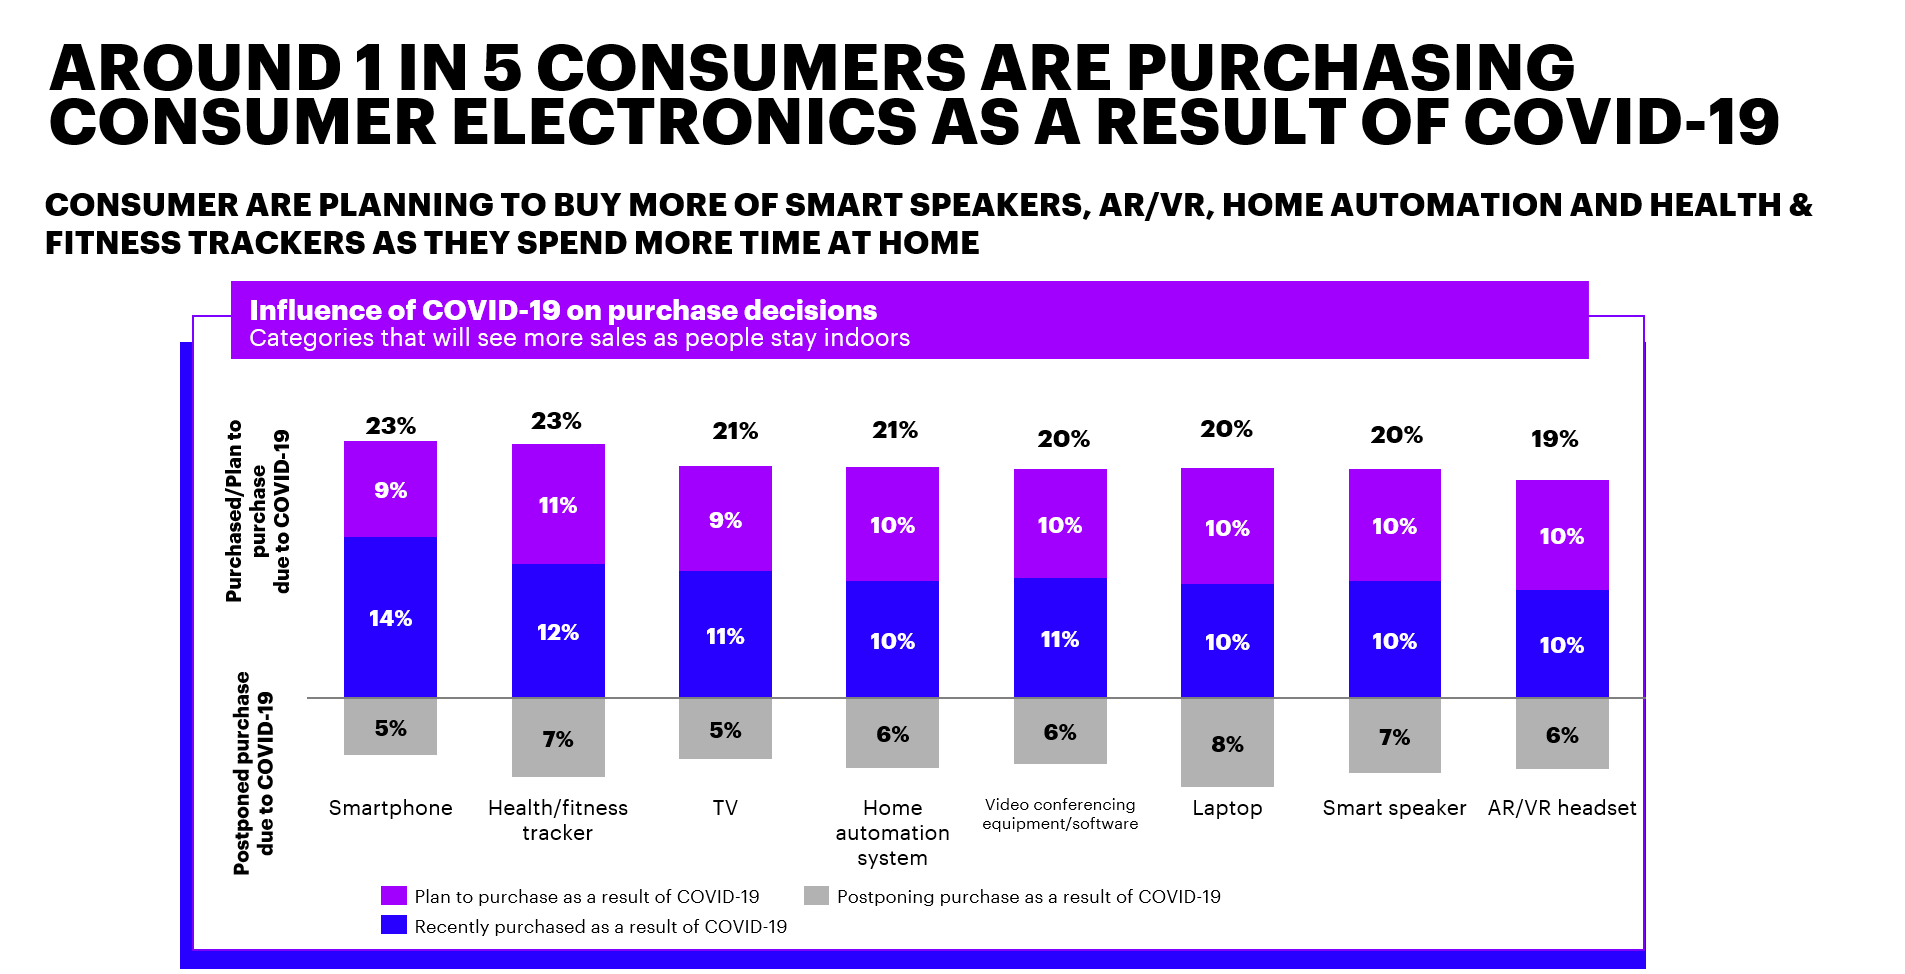 AROUND 1 IN 5 CONSUMERS ARE PURCHASING
CONSUMER ELECTRONICS AS A RESULT OF COVID-19
CONSUMER ARE PLANNING TO BUY MORE OF SMART SPEAKERS, AR/VR, HOME AUTOMATION AND HEALTH &
FITNESS TRACKERS AS THEY SPEND MORE TIME AT HOME
Influence of COVID-19 on purchase decisions
Categories that will see more sales as people stay indoors
Purchased/Plan to
purchase
due to COVID-19
23% 23% 21% 21% 20% 20% 20% 19%
9% 11% 9% 10% 10% 10% 10% 10%
14% 12% 11% 10% 11% 10% 10% 10%
Postponed purchase
due to COVID-19
5% 7% 5% 6% 6% 8% 7% 6%
Smartphone
Health/fitness
tracker
TV
Home
automation
system
Video conferencing
equipment/software
Laptop
Smart speaker
AR/VR headset
Plan to purchase as a result of COVID-19
Postponing purchase as a result of COVID-19
Recently purchased as a result of COVID-19